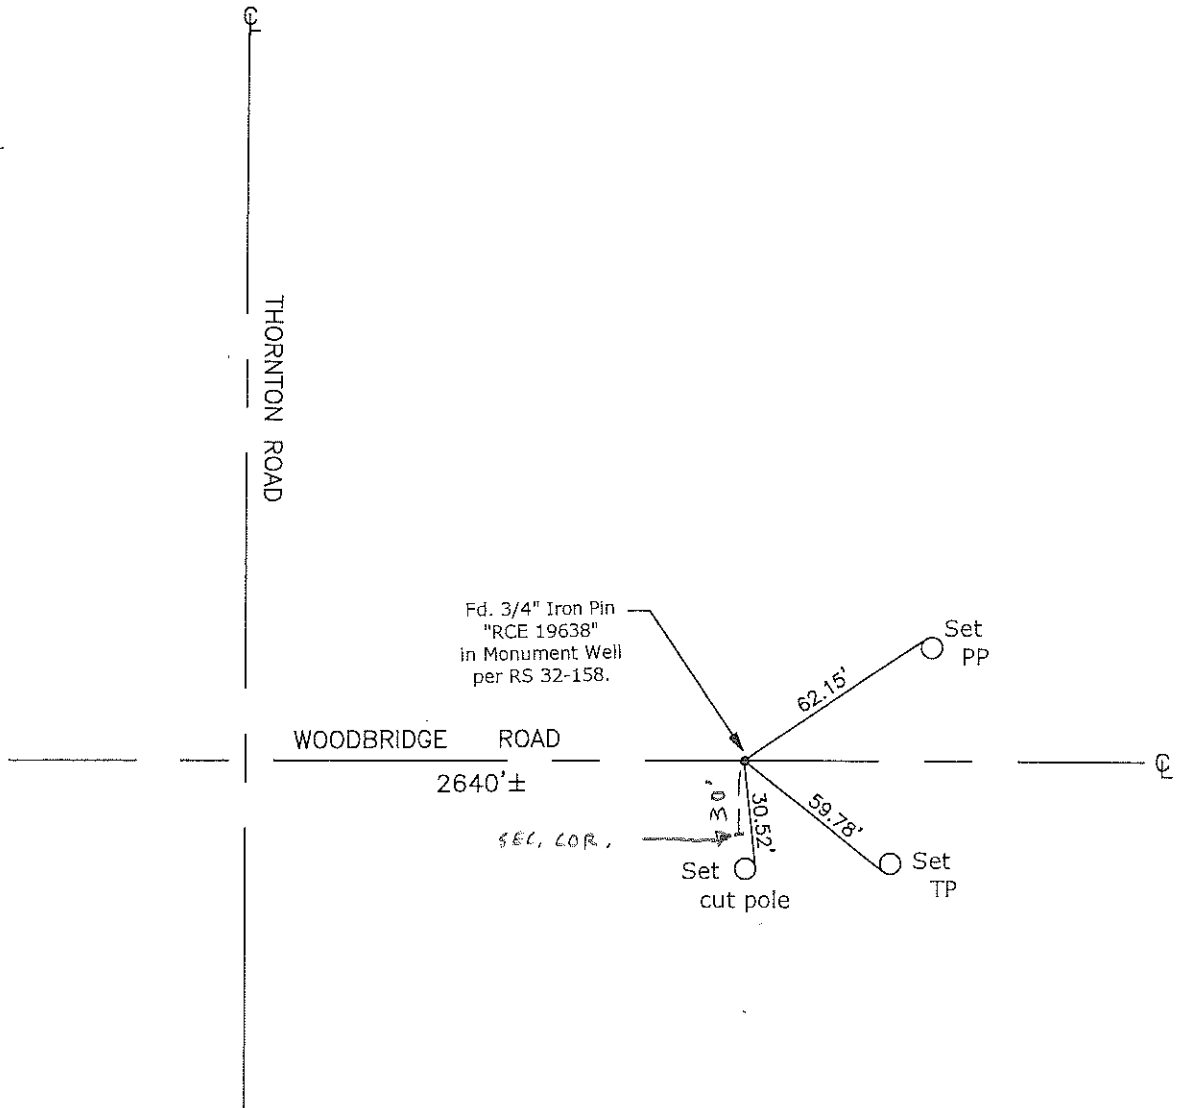 ℄
THORNTON ROAD
Fd. 3/4" Iron Pin
"RCE 19638"
in Monument Well
per RS 32-158.
Set
PP
62.15'
WOODBRIDGE ROAD
℄
2640'±
30'
30.52'
59.78'
SEC. COR.
Set
cut pole
Set
TP